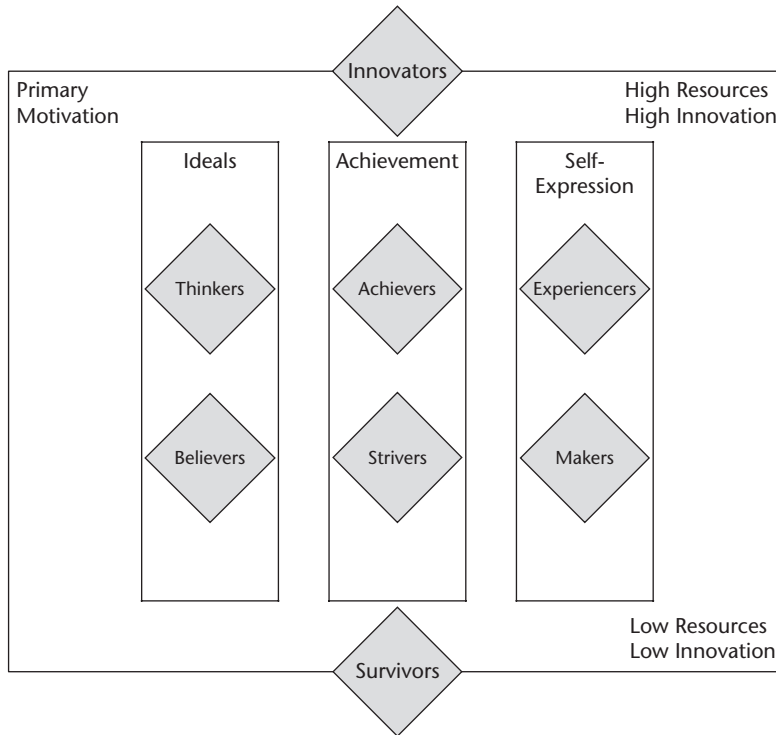 Innovators
Primary
Motivation
High Resources
High Innovation
Ideals
Achievement
Self-
Expression
Thinkers
Achievers
Experiencers
Believers
Strivers
Makers
Low Resources
Low Innovation
Survivors